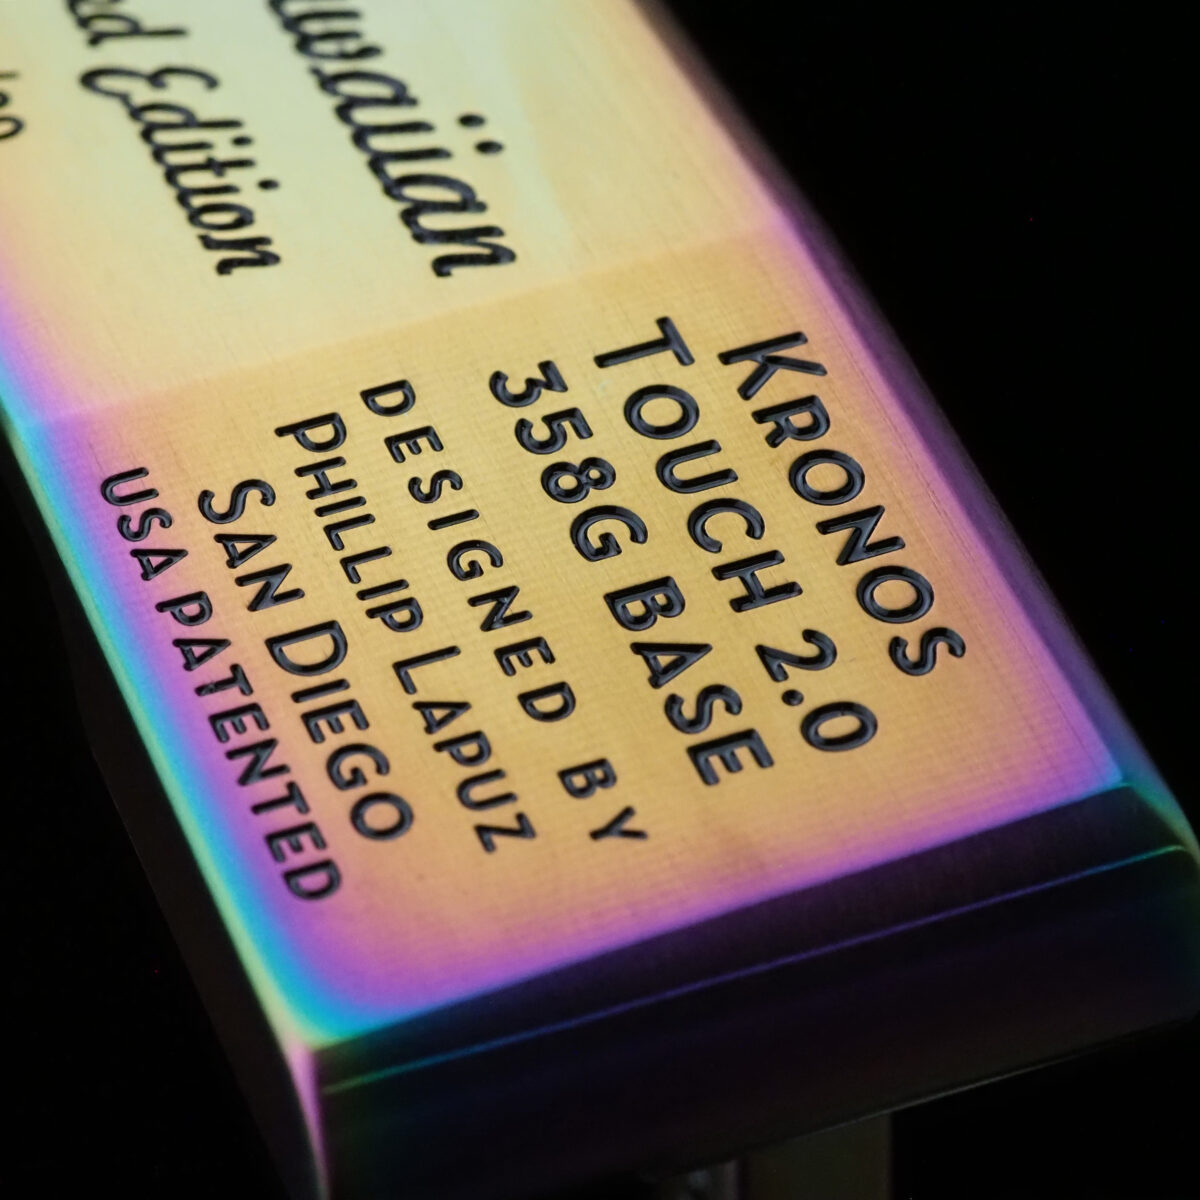 Edition
KRONOS
TOUCH 2.0
358G BASE
DESIGNED BY
PHILLIP LAPUZ
SAN DIEGO
USA PATENTED